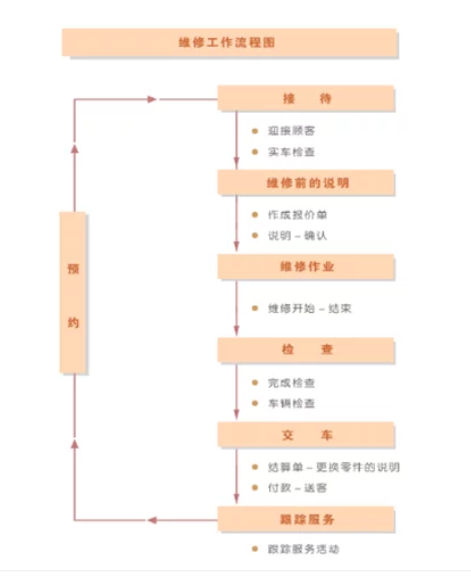 维修工作流程图
接 待
迎接顾客
实车检查
维修前的说明
作成报价单
说明－确认
维修作业
维修开始－结束
预约
检 查
完成检查
车辆检查
交 车
结算单－更换零件的说明
付款－送客
跟踪服务
跟踪服务活动